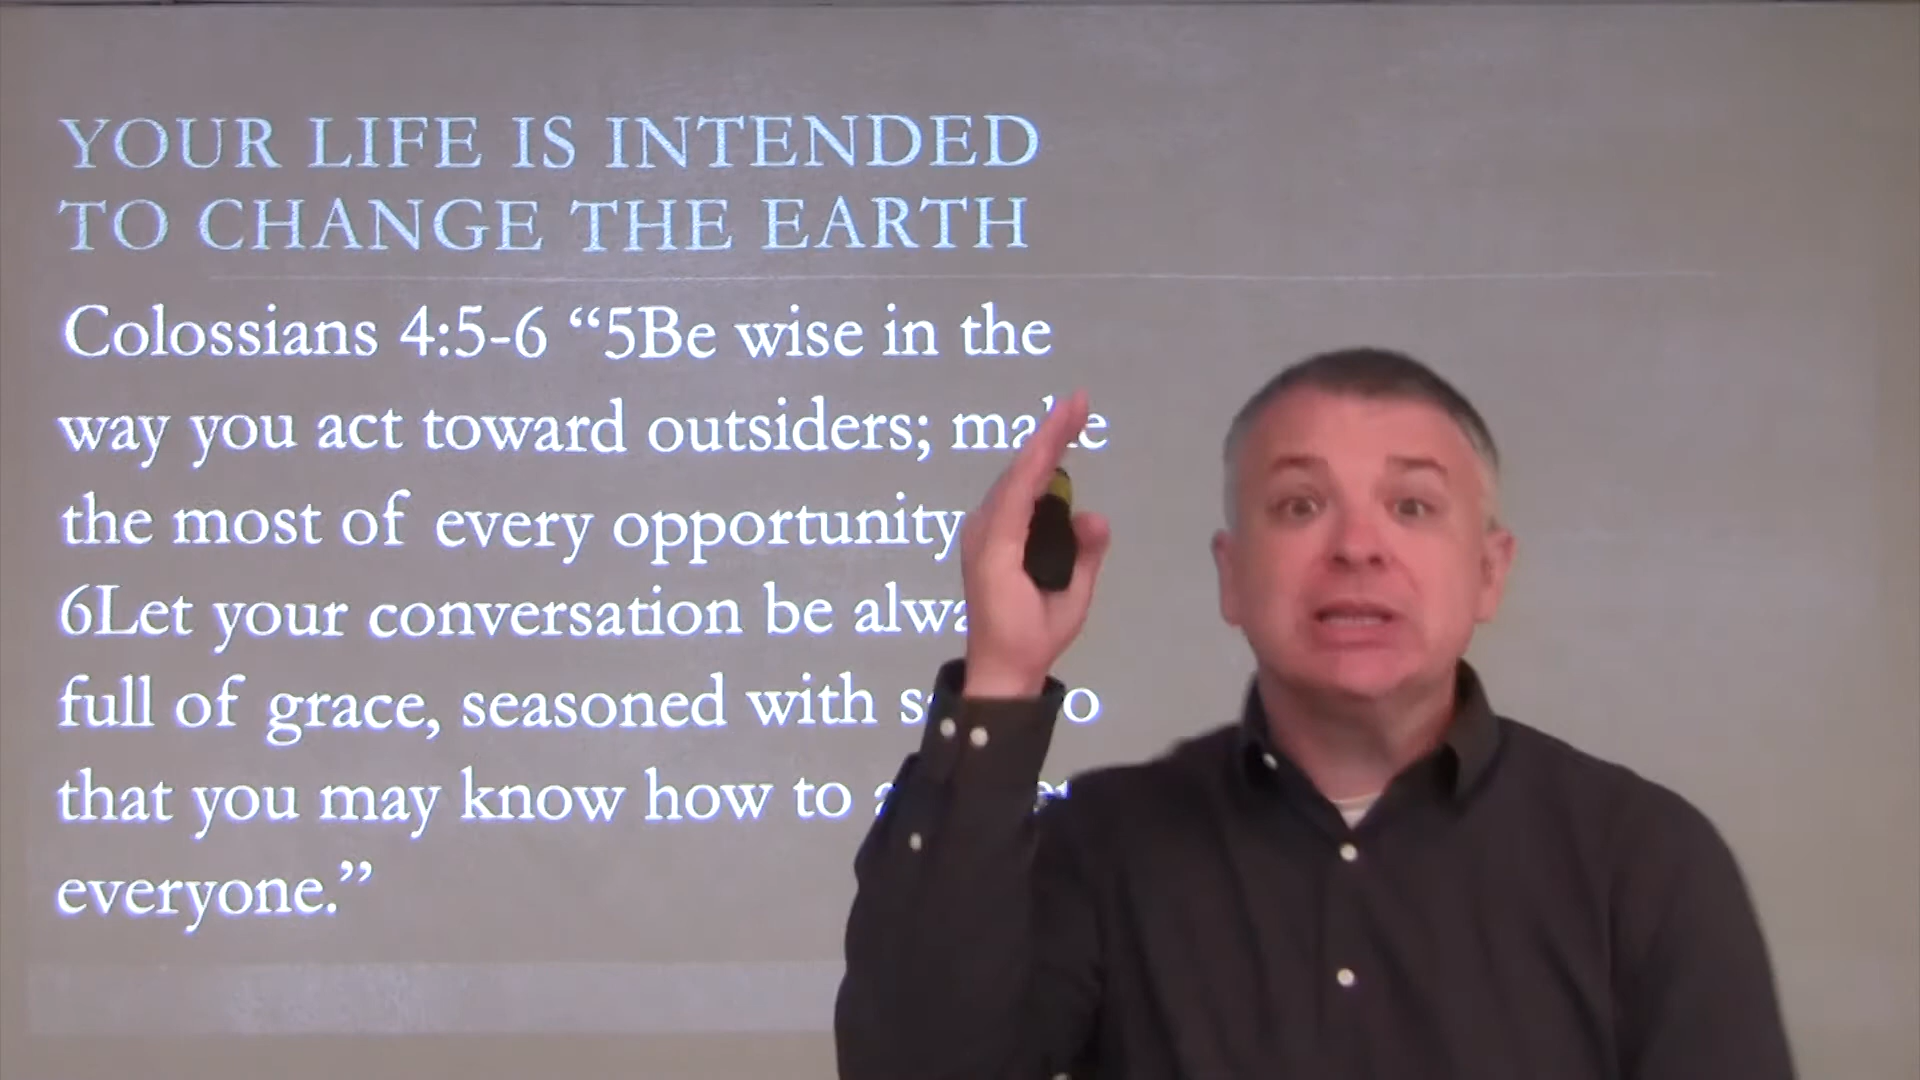 YOUR LIFE IS INTENDED
TO CHANGE THE EARTH
Colossians 4:5-6 “5Be wise in the
way you act toward outsiders; make
the most of every opportunity
6Let your conversation be
full of grace, seasoned with
that you may know how to
everyone.”